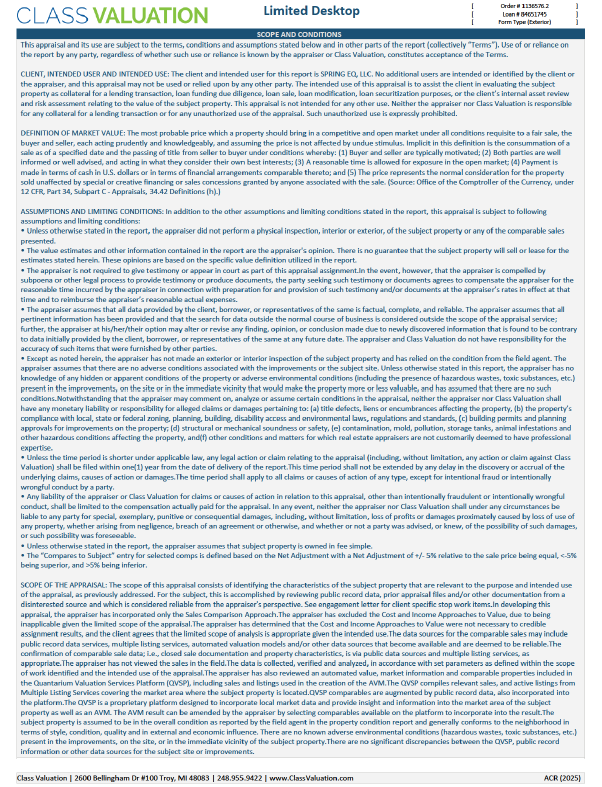 CLASS VALUATION
Limited Desktop
[ Order # 1136576.2 ]
[ Loan # 84651745 ]
Form Type (Exterior)
SCOPE AND CONDITIONS
This appraisal and its use are subject to the terms, conditions and assumptions stated below and in other parts of the report (collectively "Terms"). Use of or reliance on
the report by any party, regardless of whether such use or reliance is known by the appraiser or Class Valuation, constitutes acceptance of the Terms.
CLIENT, INTENDED USER AND INTENDED USE: The client and intended user for this report is SPRING EQ, LLC. No additional users are intended or identified by the client or
the appraiser, and this appraisal may not be used or relied upon by any other party. The intended use of this appraisal is to assist the client in evaluating the subject
property as collateral for a lending transaction, loan funding due diligence, loan sale, loan modification, loan securitization purposes, or the client's internal asset review
and risk assessment relating to the value of the subject property. This appraisal is not intended for any other use. Neither the appraiser nor Class Valuation is responsible
for any collateral for a lending transaction or for any unauthorized use of the appraisal. Such unauthorized use is expressly prohibited.
DEFINITION OF MARKET VALUE: The most probable price which a property should bring in a competitive and open market under all conditions requisite to a fair sale, the
buyer and seller, each acting prudently and knowledgeably, and assuming the price is not affected by undue stimulus. Implicit in this definition is the consummation of a
sale as of a specified date and the passing of title from seller to buyer under conditions whereby: (1) Buyer and seller are typically motivated; (2) Both parties are well
informed or well advised, and acting in what they consider their own best interests; (3) A reasonable time is allowed for exposure in the open market; (4) Payment is
made in terms of cash in U.S. dollars or in terms of financial arrangements comparable thereto; and (5) The price represents the normal consideration for the property
sold unaffected by special or creative financing or sales concessions granted by anyone associated with the sale. (Source: Office of the Comptroller of the Currency, under
12 CFR, Part 34, Subpart C - Appraisals, 34.42 Definitions (h).)
ASSUMPTIONS AND LIMITING CONDITIONS: In addition to the other assumptions and limiting conditions stated in the report, this appraisal is subject to following
assumptions and limiting conditions:
• Unless otherwise stated in the report, the appraiser did not perform a physical inspection, interior or exterior, of the subject property or any of the comparable sales
presented.
• The value estimates and other information contained in the report are the appraiser's opinion. There is no guarantee that the subject property will sell or lease for the
estimates stated herein. These opinions are based on the specific value definition utilized in the report.
• The appraiser is not required to give testimony or appear in court as part of this appraisal assignment.In the event, however, that the appraiser is compelled by
subpoena or other legal process to provide testimony or produce documents, the party seeking such testimony or documents agrees to compensate the appraiser for the
reasonable time incurred by the appraiser in connection with preparation for and provision of such testimony and/or documents at the appraiser's rates in effect at that
time and to reimburse the appraiser's reasonable actual expenses.
• The appraiser assumes that all data provided by the client, borrower, or representatives of the same is factual, complete, and reliable. The appraiser assumes that all
pertinent information has been provided and that the search for data outside the normal course of business is considered outside the scope of the appraisal service;
further, the appraiser at his/her/their option may alter or revise any finding, opinion, or conclusion made due to newly discovered information that is found to be contrary
to data initially provided by the client, borrower, or representatives of the same at any future date. The appraiser and Class Valuation do not have responsibility for the
accuracy of such items that were furnished by other parties.
• Except as noted herein, the appraiser has not made an exterior or interior inspection of the subject property and has relied on the condition from the field agent. The
appraiser assumes that there are no adverse conditions associated with the improvements or the subject site. Unless otherwise stated in this report, the appraiser has no
knowledge of any hidden or apparent conditions of the property or adverse environmental conditions (including the presence of hazardous wastes, toxic substances, etc.)
present in the improvements, on the site or in the immediate vicinity that would make the property more or less valuable, and has assumed that there are no such
conditions.Notwithstanding that the appraiser may comment on, analyze or assume certain conditions in the appraisal, neither the appraiser nor Class Valuation shall
have any monetary liability or responsibility for alleged claims or damages pertaining to: (a) title defects, liens or encumbrances affecting the property, (b) the property's
compliance with local, state or federal zoning, planning, building, disability access and environmental laws, regulations and standards, (c) building permits and planning
approvals for improvements on the property; (d) structural or mechanical soundness or safety, (e) contamination, mold, pollution, storage tanks, animal infestations and
other hazardous conditions affecting the property, and(f) other conditions and matters for which real estate appraisers are not customarily deemed to have professional
expertise.
• Unless the time period is shorter under applicable law, any legal action or claim relating to the appraisal (including, without limitation, any action or claim against Class
Valuation) shall be filed within one(1) year from the date of delivery of the report.This time period shall not be extended by any delay in the discovery or accrual of the
underlying claims, causes of action or damages.The time period shall apply to all claims or causes of action of any type, except for intentional fraud or intentionally
wrongful conduct by a party.
• Any liability of the appraiser or Class Valuation for claims or causes of action in relation to this appraisal, other than intentionally fraudulent or intentionally wrongful
conduct, shall be limited to the compensation actually paid for the appraisal. In any event, neither the appraiser nor Class Valuation shall under any circumstances be
liable to any party for special, exemplary, punitive or consequential damages, including, without limitation, loss of profits or damages proximately caused by loss of use of
any property, whether arising from negligence, breach of an agreement or otherwise, and whether or not a party was advised, or knew, of the possibility of such damages,
or such possibility was foreseeable.
• Unless otherwise stated in the report, the appraiser assumes that subject property is owned in fee simple.
• The "Compares to Subject" entry for selected comps is defined based on the Net Adjustment with a Net Adjustment of +/- 5% relative to the sale price being equal, <-5%
being superior, and >5% being inferior.
SCOPE OF THE APPRAISAL: The scope of this appraisal consists of identifying the characteristics of the subject property that are relevant to the purpose and intended use
of the appraisal, as previously addressed. For the subject, this is accomplished by reviewing public record data, prior appraisal files and/or other documentation from a
disinterested source and which is considered reliable from the appraiser's perspective. See engagement letter for client specific stop work items.In developing this
appraisal, the appraiser has incorporated only the Sales Comparison Approach.The appraiser has excluded the Cost and Income Approaches to Value, due to being
inapplicable given the limited scope of the appraisal.The appraiser has determined that the Cost and Income Approaches to Value were not necessary to credible
assignment results, and the client agrees that the limited scope of analysis is appropriate given the intended use.The data sources for the comparable sales may include
public record data services, multiple listing services, automated valuation models and/or other data sources that become available and are deemed to be reliable.The
confirmation of comparable sale data; i.e., closed sale documentation and property characteristics, is via public data sources and multiple listing services, as
appropriate.The appraiser has not viewed the sales in the field.The data is collected, verified and analyzed, in accordance with set parameters as defined within the scope
of work identified and the intended use of the appraisal.The appraiser has also reviewed an automated value, market information and comparable properties included in
the Quantarium Valuation Services Platform (QVSP), including sales and listings used in the creation of the AVM.The QVSP compiles relevant sales, and active listings from
Multiple Listing Services covering the market area where the subject property is located.QVSP comparables are augmented by public record data, also incorporated into
the platform.The QVSP is a proprietary platform designed to incorporate local market data and provide insight and information into the market area of the subject
property as well as an AVM. The AVM result can be amended by the appraiser by selecting comparables available on the platform to incorporate into the result.The
subject property is assumed to be in the overall condition as reported by the field agent in the property condition report and generally conforms to the neighborhood in
terms of style, condition, quality and in external and economic influence. There are no known adverse environmental conditions (hazardous wastes, toxic substances, etc.)
present in the improvements, on the site, or in the immediate vicinity of the subject property.There are no significant discrepancies between the QVSP, public record
information or other data sources for the subject site or improvements.
Class Valuation | 2600 Bellingham Dr #100 Troy, MI 48083 | 248.955.9422 | www.ClassValuation.com
ACR (2025)